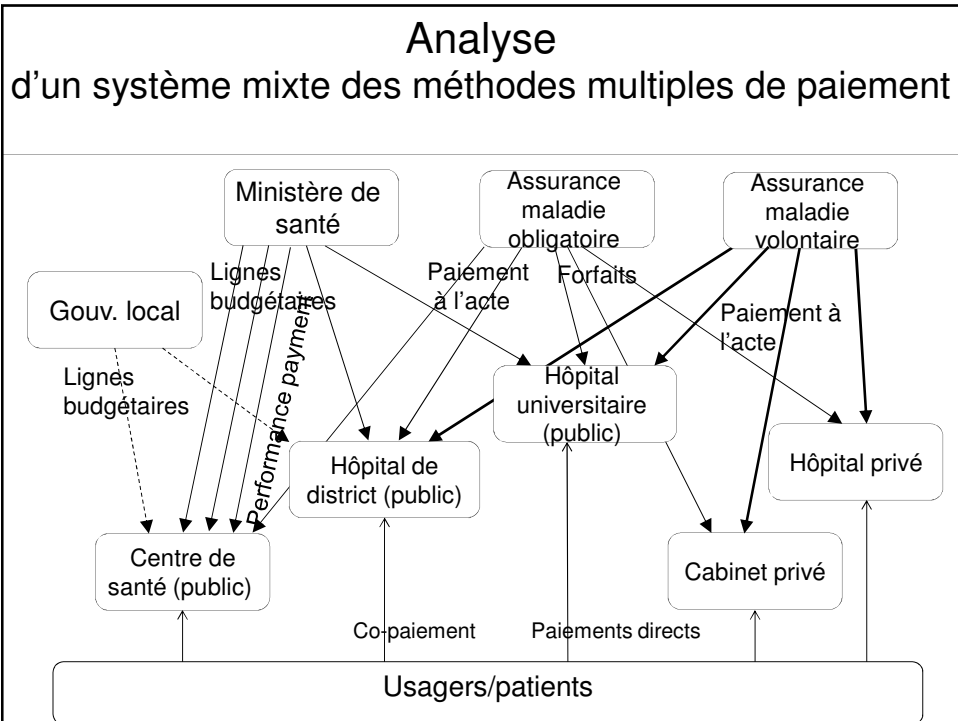 Analyse
d'un système mixte des méthodes multiples de paiement
Ministère de
santé
Assurance
maladie
obligatoire
Assurance
maladie
volontaire
Gouv. local
Lignes
budgétaires
Paiement
à l'acte
Forfaits
Paiement à
l'acte
Lignes
budgétaires
Performance payment
Hôpital
universitaire
(public)
Hôpital de
district (public)
Hôpital privé
Centre de
santé (public)
Cabinet privé
Co-paiement
Paiements directs
Usagers/patients